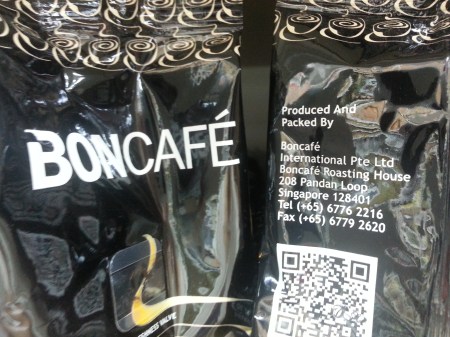 BONCAFÉ
Produced And
Packed By
Boncafé
International Pte Ltd
Boncafé Roasting House
208 Pandan Loop
Singapore 128401
Tel (+65) 6776 2216
Fax (+65) 6779 2620